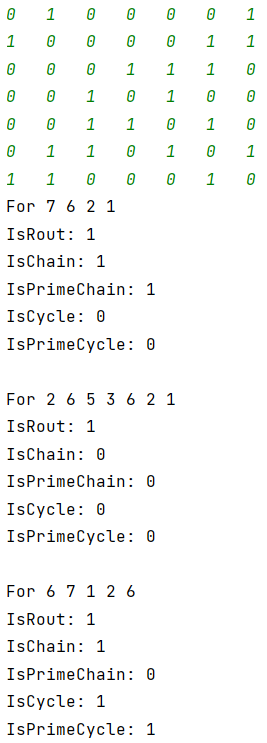 0 1 0 0 0 0 1
1 0 0 0 0 1 1
0 0 0 1 1 1 0
0 0 1 0 1 0 0
0 0 1 1 0 1 0
0 1 1 0 1 0 1
1 1 0 0 0 1 0
For 7 6 2 1
IsRout: 1
IsChain: 1
IsPrimeChain: 1
IsCycle: 0
IsPrimeCycle: 0
For 2 6 5 3 6 2 1
IsRout: 1
IsChain: 0
IsPrimeChain: 0
IsCycle: 0
IsPrimeCycle: 0
For 6 7 1 2 6
IsRout: 1
IsChain: 1
IsPrimeChain: 0
IsCycle: 1
IsPrimeCycle: 1